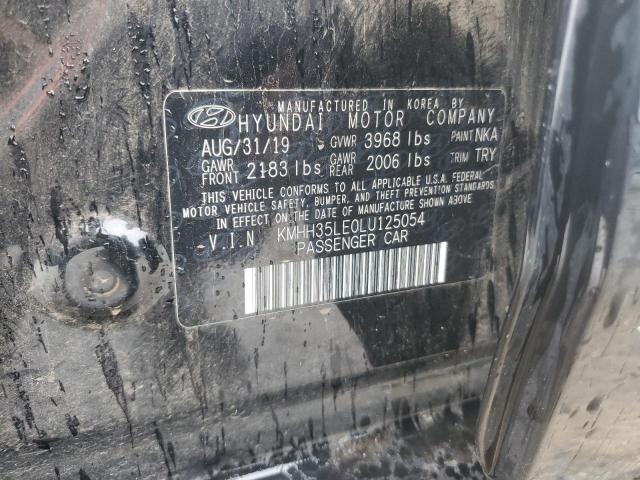 MANUFACTURED IN KOREA BY
HYUNDAI MOTOR COMPANY
AUG/31/19 GVWR 3968 lbs PAINT NKA
GAWR FRONT 2183 lbs GAWR REAR 2006 lbs TRIM TRY
THIS VEHICLE CONFORMS TO ALL APPLICABLE U.S.A. FEDERAL
MOTOR VEHICLE SAFETY, BUMPER, AND THEFT PREVENTION STANDARDS
IN EFFECT ON THE DATE OF MANUFACTURE SHOWN ABOVE
V.I.N KMHH35LE0LU125054
PASSENGER CAR